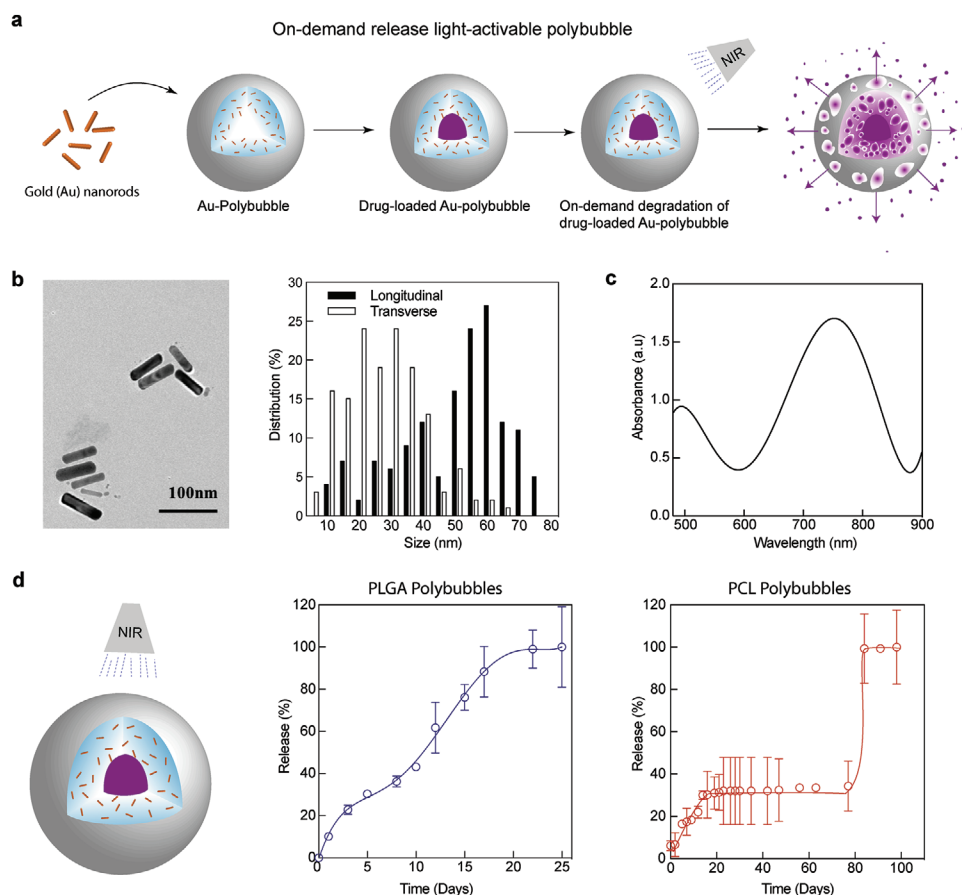 a
On-demand release light-activable polybubble
NIR
Gold (Au) nanorods
Au-Polybubble
Drug-loaded Au-polybubble
On-demand degradation of
drug-loaded Au-polybubble
b
100nm
Longitudinal
Transverse
Distribution (%)
30
25
20
15
10
5
0
10 20 30 40 50 60 70 80
Size (nm)
c
Absorbance (a.u)
2.0
1.5
1.0
0.5
0.0
500 600 700 800 900
Wavelength (nm)
d
NIR
PLGA Polybubbles
Release (%)
120
100
80
60
40
20
0
0 5 10 15 20 25
Time (Days)
PCL Polybubbles
Release (%)
120
100
80
60
40
20
0
0 20 40 60 80 100
Time (Days)